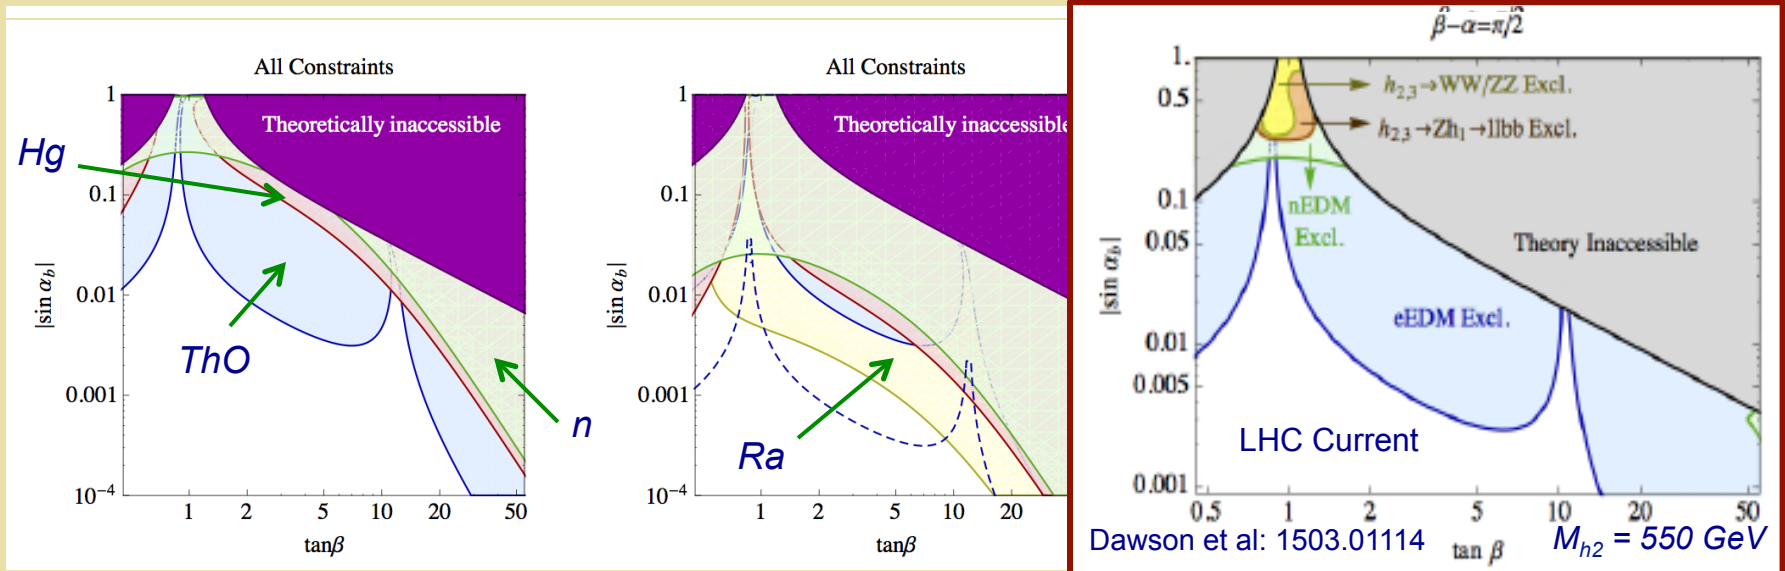 All Constraints
Theoretically inaccessible
Hg
ThO
n
1
0.1
0.01
0.001
10⁻⁴
|sin α_b|
1 2 5 10 20 50
tanβ
All Constraints
Theoretically inaccessible
Ra
1
0.1
0.01
0.001
10⁻⁴
|sin α_b|
1 2 5 10 20
tanβ
β-α=π/2
h₂,₃→WW/ZZ Excl.
h₂,₃→Zh₁→llbb Excl.
nEDM
Excl.
Theory Inaccessible
eEDM Excl.
LHC Current
1.
0.5
0.1
0.05
0.01
0.005
0.001
|sin α_b|
0.5 1 2 5 10 20 50
tan β
Dawson et al: 1503.01114
M_h2 = 550 GeV